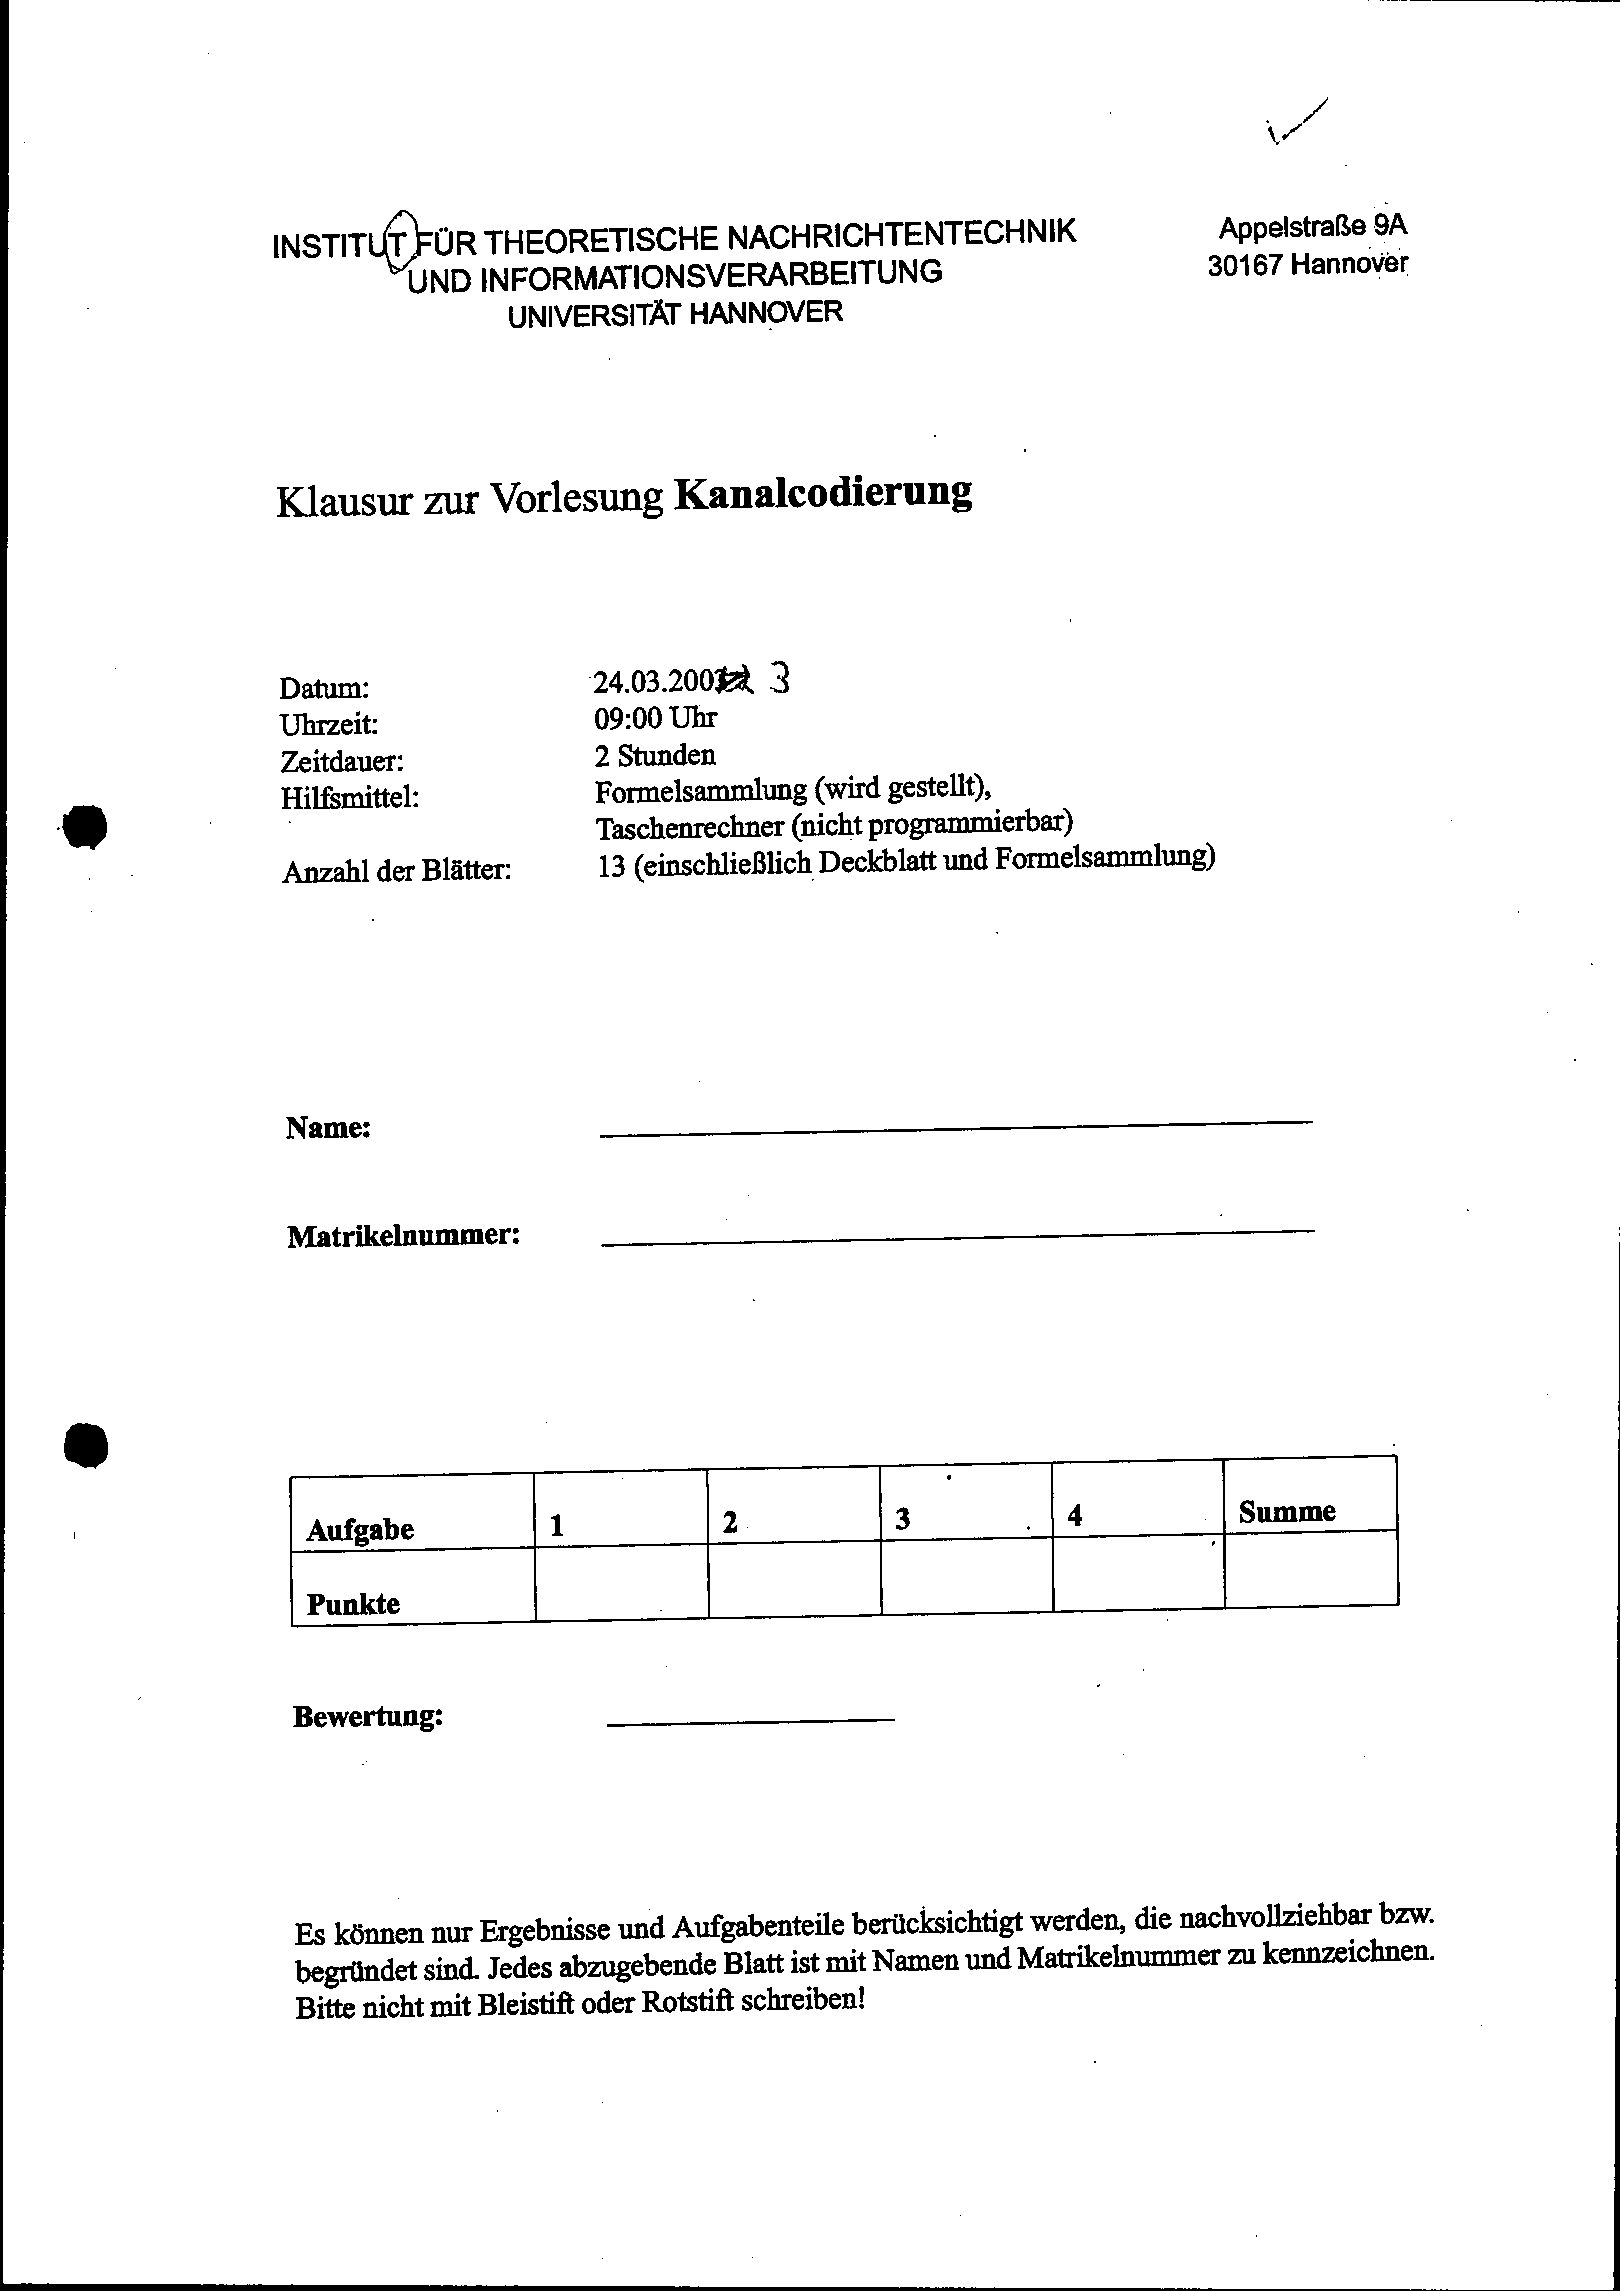 INSTITUT FÜR THEORETISCHE NACHRICHTENTECHNIK
UND INFORMATIONSVERARBEITUNG
UNIVERSITÄT HANNOVER
Appelstraße 9A
30167 Hannover
Klausur zur Vorlesung Kanalcodierung
Datum: 24.03.200 3
Uhrzeit: 09:00 Uhr
Zeitdauer: 2 Stunden
Hilfsmittel: Formelsammlung (wird gestellt),
Taschenrechner (nicht programmierbar)
Anzahl der Blätter: 13 (einschließlich Deckblatt und Formelsammlung)
Name:
Matrikelnummer:
Aufgabe 1 2 3 4 Summe
Punkte
Bewertung:
Es können nur Ergebnisse und Aufgabenteile berücksichtigt werden, die nachvollziehbar bzw.
begründet sind. Jedes abzugebende Blatt ist mit Namen und Matrikelnummer zu kennzeichnen.
Bitte nicht mit Bleistift oder Rotstift schreiben!